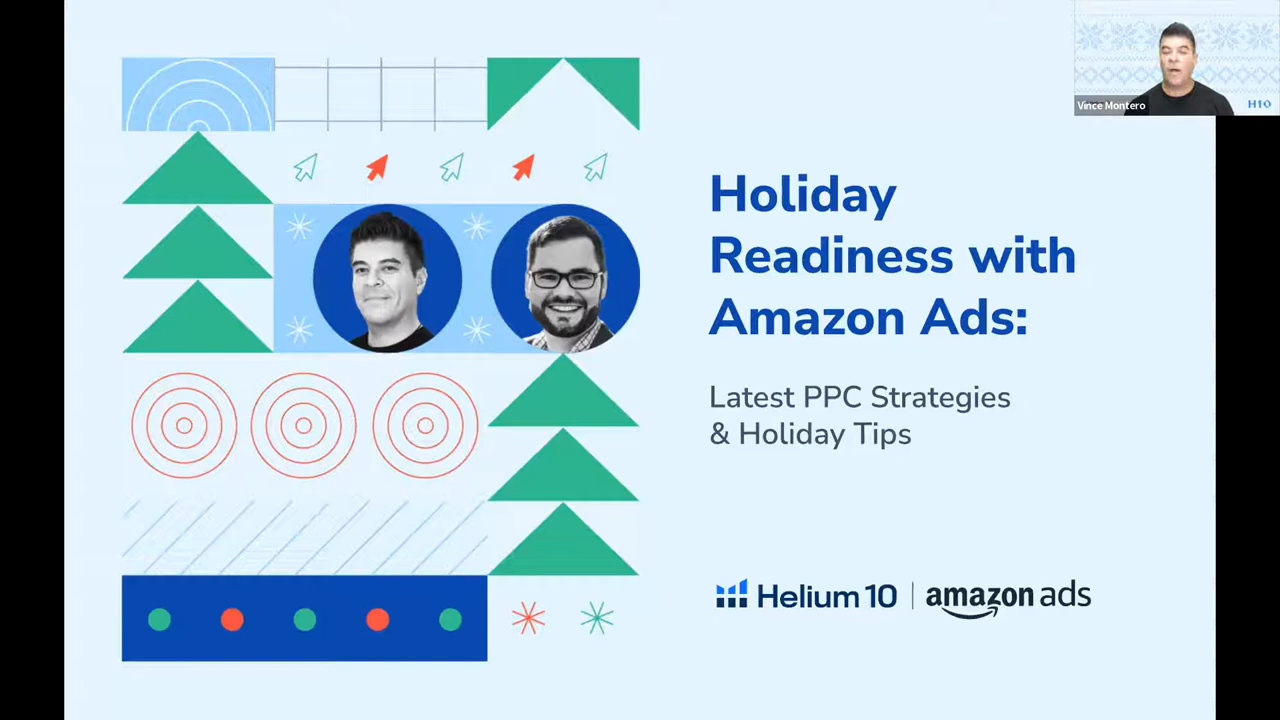 Vince Montero
H10
Holiday
Readiness with
Amazon Ads:
Latest PPC Strategies
& Holiday Tips
Helium 10 | amazon ads